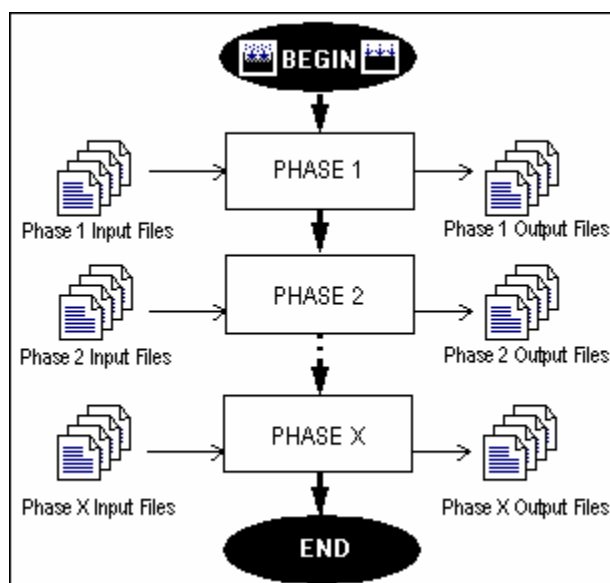 BEGIN
PHASE 1
Phase 1 Input Files
Phase 1 Output Files
PHASE 2
Phase 2 Input Files
Phase 2 Output Files
PHASE X
Phase X Input Files
Phase X Output Files
END